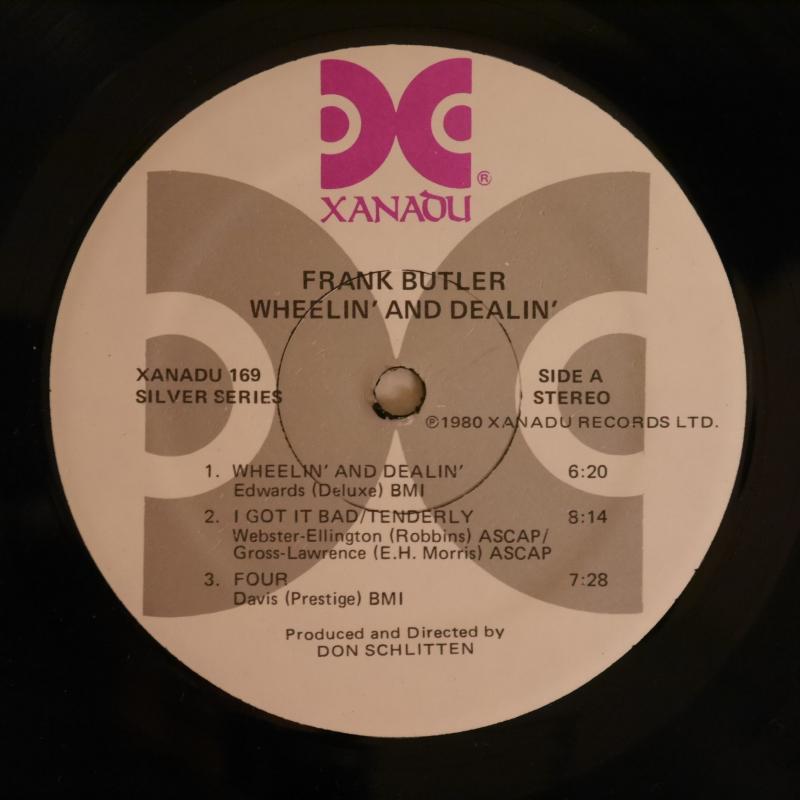 ®
XANADU
FRANK BUTLER
WHEELIN' AND DEALIN'
XANADU 169
SILVER SERIES
SIDE A
STEREO
℗1980 XANADU RECORDS LTD.
1. WHEELIN' AND DEALIN' 6:20
Edwards (Deluxe) BMI
2. I GOT IT BAD/TENDERLY 8:14
Webster-Ellington (Robbins) ASCAP/
Gross-Lawrence (E.H. Morris) ASCAP
3. FOUR 7:28
Davis (Prestige) BMI
Produced and Directed by
DON SCHLITTEN